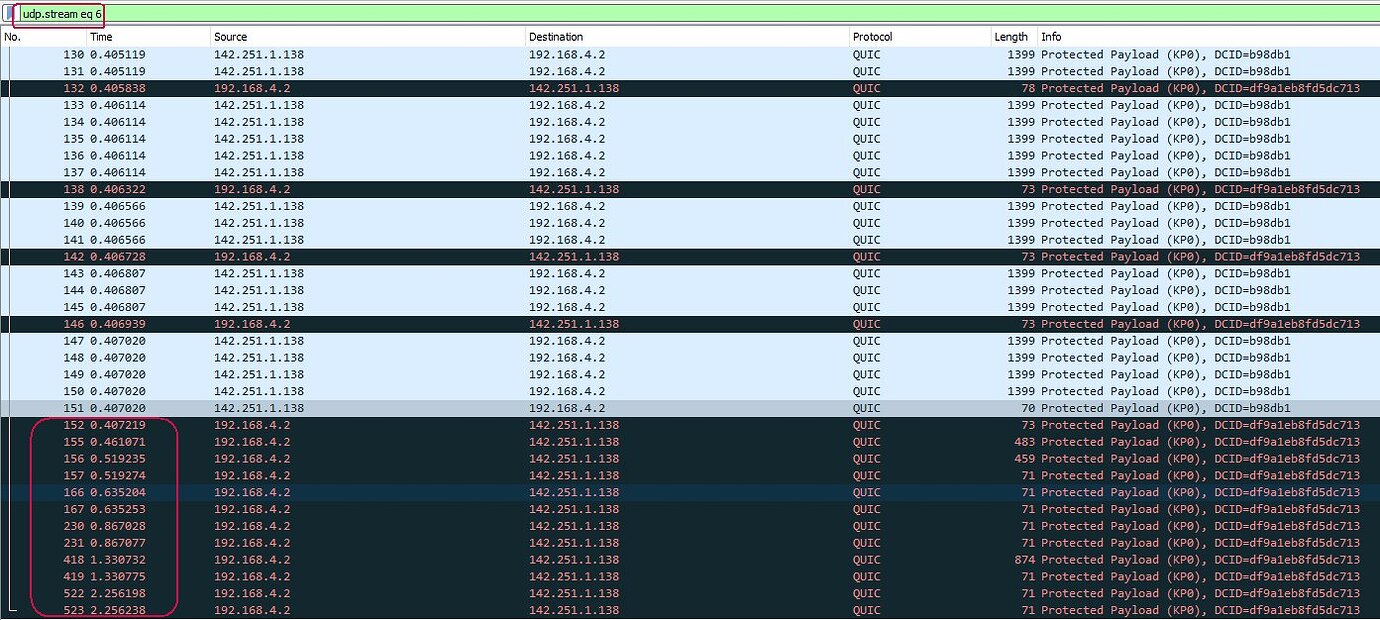 udp.stream eq 6
No. Time Source Destination Protocol Length Info
130 0.405119 142.251.1.138 192.168.4.2 QUIC 1399 Protected Payload (KP0), DCID=b98db1
131 0.405119 142.251.1.138 192.168.4.2 QUIC 1399 Protected Payload (KP0), DCID=b98db1
132 0.405838 192.168.4.2 142.251.1.138 QUIC 78 Protected Payload (KP0), DCID=df9a1eb8fd5dc713
133 0.406114 142.251.1.138 192.168.4.2 QUIC 1399 Protected Payload (KP0), DCID=b98db1
134 0.406114 142.251.1.138 192.168.4.2 QUIC 1399 Protected Payload (KP0), DCID=b98db1
135 0.406114 142.251.1.138 192.168.4.2 QUIC 1399 Protected Payload (KP0), DCID=b98db1
136 0.406114 142.251.1.138 192.168.4.2 QUIC 1399 Protected Payload (KP0), DCID=b98db1
137 0.406114 142.251.1.138 192.168.4.2 QUIC 1399 Protected Payload (KP0), DCID=b98db1
138 0.406322 192.168.4.2 142.251.1.138 QUIC 73 Protected Payload (KP0), DCID=df9a1eb8fd5dc713
139 0.406566 142.251.1.138 192.168.4.2 QUIC 1399 Protected Payload (KP0), DCID=b98db1
140 0.406566 142.251.1.138 192.168.4.2 QUIC 1399 Protected Payload (KP0), DCID=b98db1
141 0.406566 142.251.1.138 192.168.4.2 QUIC 1399 Protected Payload (KP0), DCID=b98db1
142 0.406728 192.168.4.2 142.251.1.138 QUIC 73 Protected Payload (KP0), DCID=df9a1eb8fd5dc713
143 0.406807 142.251.1.138 192.168.4.2 QUIC 1399 Protected Payload (KP0), DCID=b98db1
144 0.406807 142.251.1.138 192.168.4.2 QUIC 1399 Protected Payload (KP0), DCID=b98db1
145 0.406807 142.251.1.138 192.168.4.2 QUIC 1399 Protected Payload (KP0), DCID=b98db1
146 0.406939 192.168.4.2 142.251.1.138 QUIC 73 Protected Payload (KP0), DCID=df9a1eb8fd5dc713
147 0.407020 142.251.1.138 192.168.4.2 QUIC 1399 Protected Payload (KP0), DCID=b98db1
148 0.407020 142.251.1.138 192.168.4.2 QUIC 1399 Protected Payload (KP0), DCID=b98db1
149 0.407020 142.251.1.138 192.168.4.2 QUIC 1399 Protected Payload (KP0), DCID=b98db1
150 0.407020 142.251.1.138 192.168.4.2 QUIC 1399 Protected Payload (KP0), DCID=b98db1
151 0.407020 142.251.1.138 192.168.4.2 QUIC 70 Protected Payload (KP0), DCID=b98db1
152 0.407219 192.168.4.2 142.251.1.138 QUIC 73 Protected Payload (KP0), DCID=df9a1eb8fd5dc713
155 0.461071 192.168.4.2 142.251.1.138 QUIC 483 Protected Payload (KP0), DCID=df9a1eb8fd5dc713
156 0.519235 192.168.4.2 142.251.1.138 QUIC 459 Protected Payload (KP0), DCID=df9a1eb8fd5dc713
157 0.519274 192.168.4.2 142.251.1.138 QUIC 71 Protected Payload (KP0), DCID=df9a1eb8fd5dc713
166 0.635204 192.168.4.2 142.251.1.138 QUIC 71 Protected Payload (KP0), DCID=df9a1eb8fd5dc713
167 0.635253 192.168.4.2 142.251.1.138 QUIC 71 Protected Payload (KP0), DCID=df9a1eb8fd5dc713
230 0.867028 192.168.4.2 142.251.1.138 QUIC 71 Protected Payload (KP0), DCID=df9a1eb8fd5dc713
231 0.867077 192.168.4.2 142.251.1.138 QUIC 71 Protected Payload (KP0), DCID=df9a1eb8fd5dc713
418 1.330732 192.168.4.2 142.251.1.138 QUIC 874 Protected Payload (KP0), DCID=df9a1eb8fd5dc713
419 1.330775 192.168.4.2 142.251.1.138 QUIC 71 Protected Payload (KP0), DCID=df9a1eb8fd5dc713
522 2.256198 192.168.4.2 142.251.1.138 QUIC 71 Protected Payload (KP0), DCID=df9a1eb8fd5dc713
523 2.256238 192.168.4.2 142.251.1.138 QUIC 71 Protected Payload (KP0), DCID=df9a1eb8fd5dc713